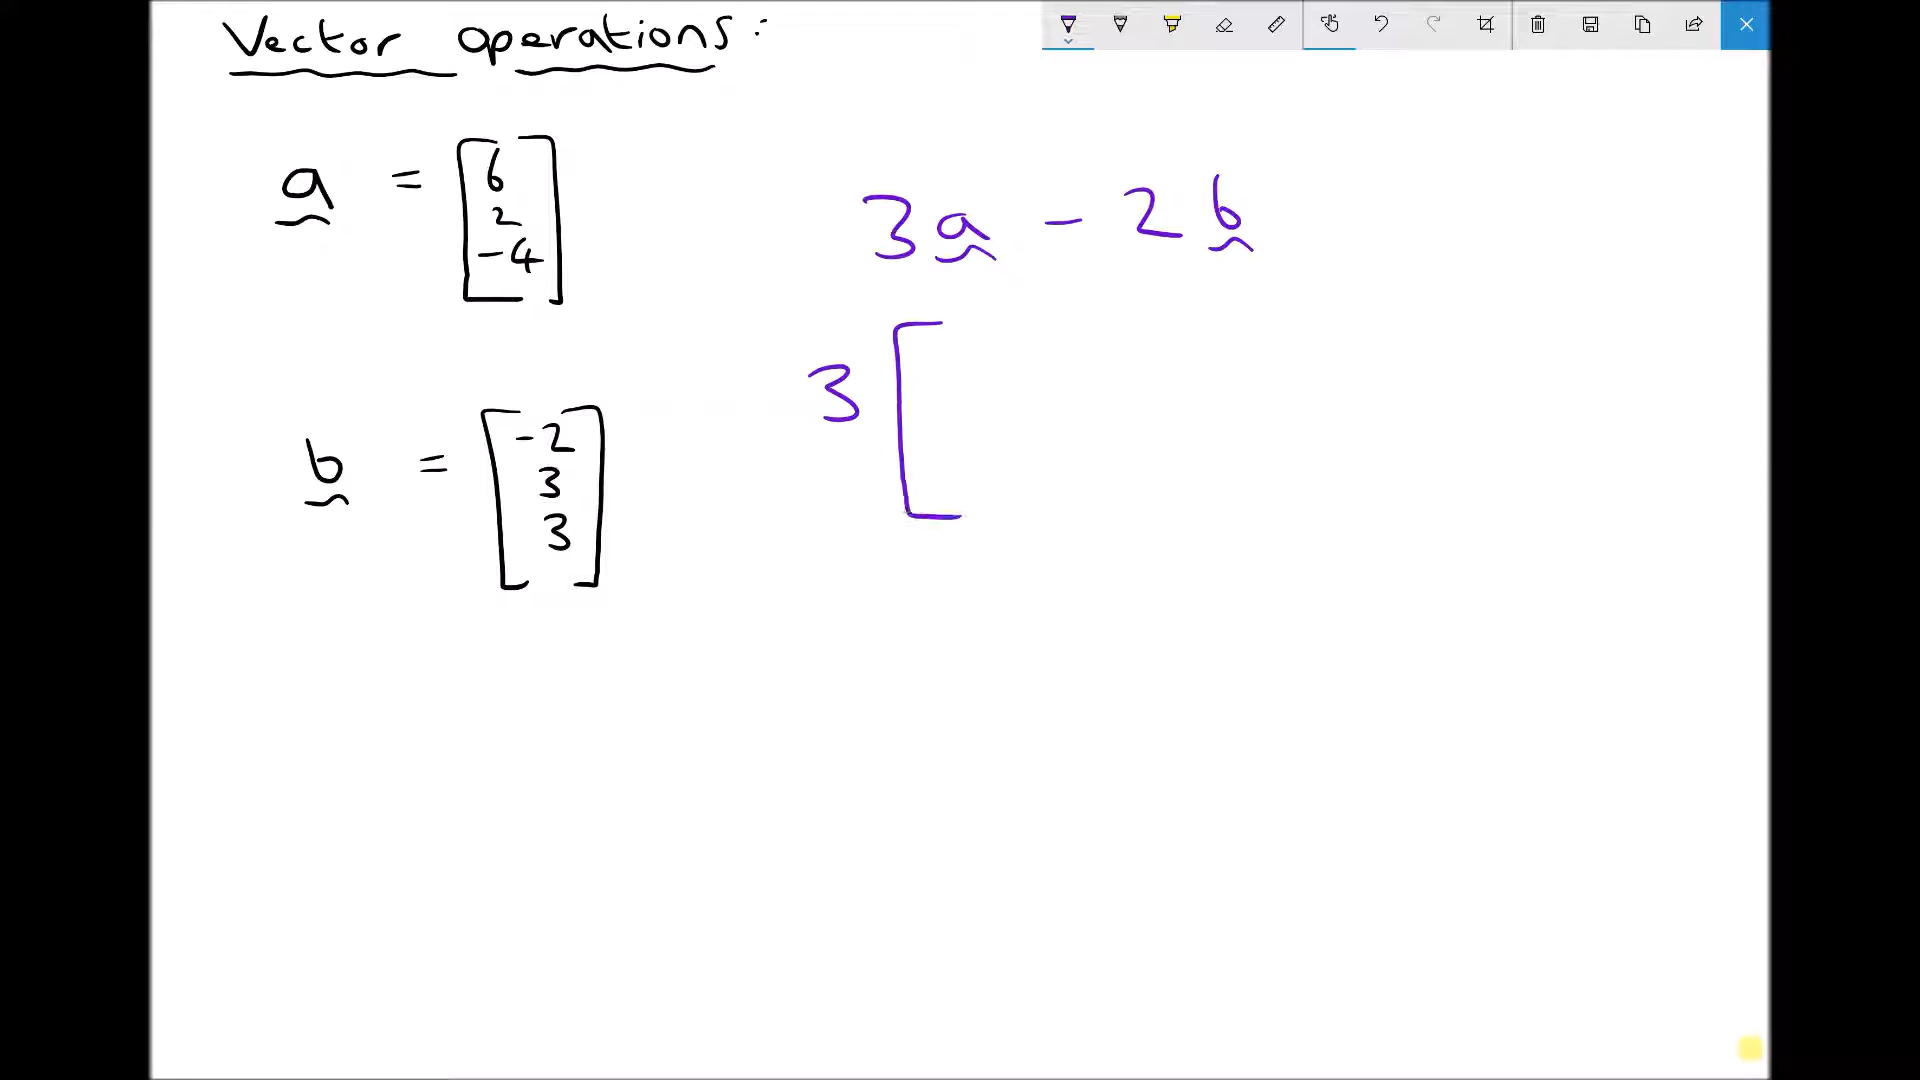 Vector operations:
a = [6
2
-4]
3a - 2b
3 [
b = [-2
3
3]